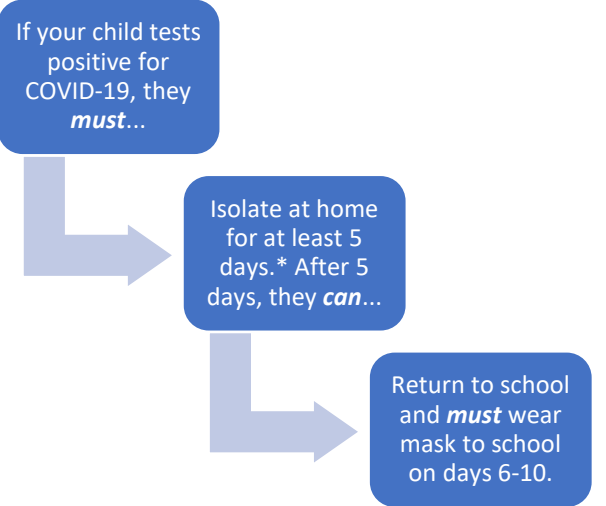 If your child tests
positive for
COVID-19, they
must...
Isolate at home
for at least 5
days.* After 5
days, they can...
Return to school
and must wear
mask to school
on days 6-10.